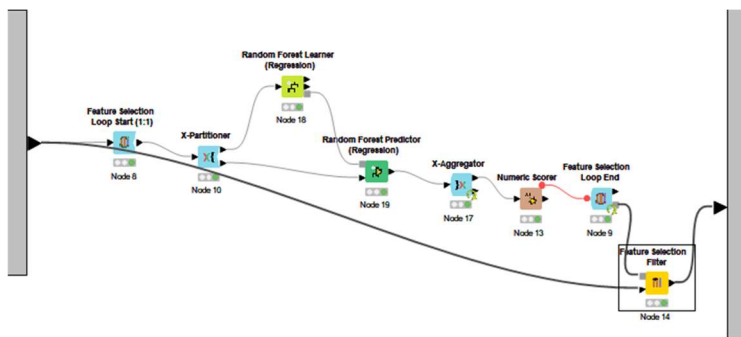 Random Forest Learner
(Regression)
Node 18
Feature Selection
Loop Start (1:1)
Node 8
X-Partitioner
Node 10
Random Forest Predictor
(Regression)
Node 19
X-Aggregator
Node 17
Numeric Scorer
Node 13
Feature Selection
Loop End
Node 9
Feature Selection
Filter
Node 14